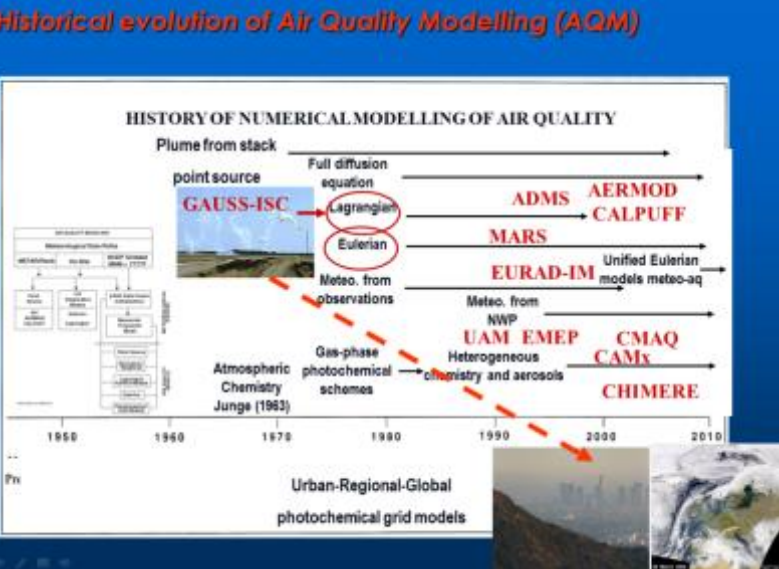 Historical evolution of Air Quality Modelling (AQM)
HISTORY OF NUMERICAL MODELLING OF AIR QUALITY
Plume from stack
point source
GAUSS-ISC
Full diffusion
equation
Lagrangian
Eulerian
Meteo. from
observations
ADMS
AERMOD
CALPUFF
MARS
EURAD-IM
Unified Eulerian
models meteo-aq
Meteo. from
NWP
UAM EMEP
CMAQ
CAMx
CHIMERE
Heterogeneous
chemistry and aerosols
Gas-phase
photochemical
schemes
Atmospheric
Chemistry
Junge (1963)
1950 1960 1970 1980 1990 2000 2010
Urban-Regional-Global
photochemical grid models